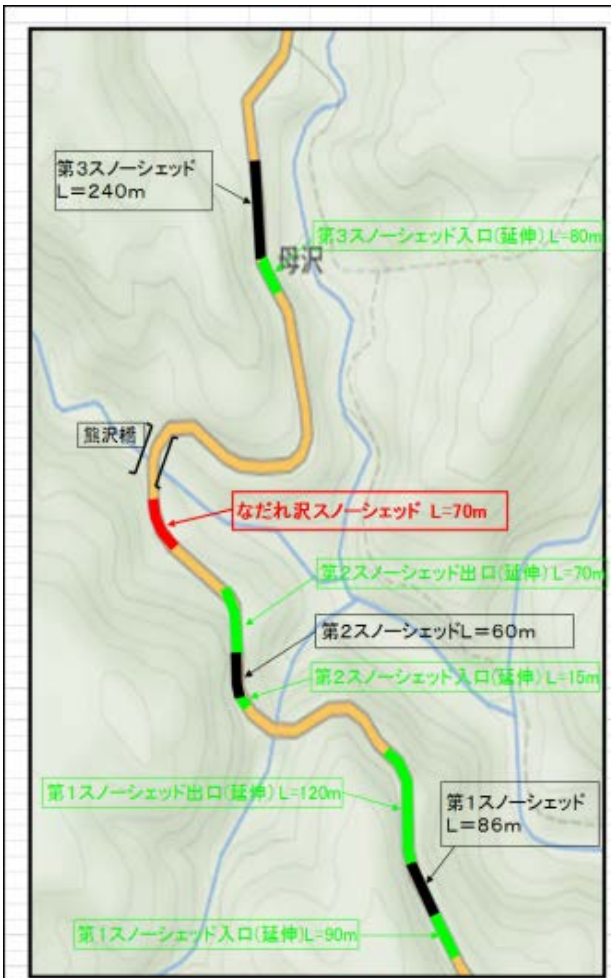 第3スノーシェッド
L=240m
第3スノーシェッド入口(延伸)L=80m
母沢
熊沢橋
なだれ沢スノーシェッド L=70m
第2スノーシェッド出口(延伸)L=70m
第2スノーシェッドL=60m
第2スノーシェッド入口(延伸)L=15m
第1スノーシェッド出口(延伸)L=120m
第1スノーシェッド
L=86m
第1スノーシェッド入口(延伸)L=90m